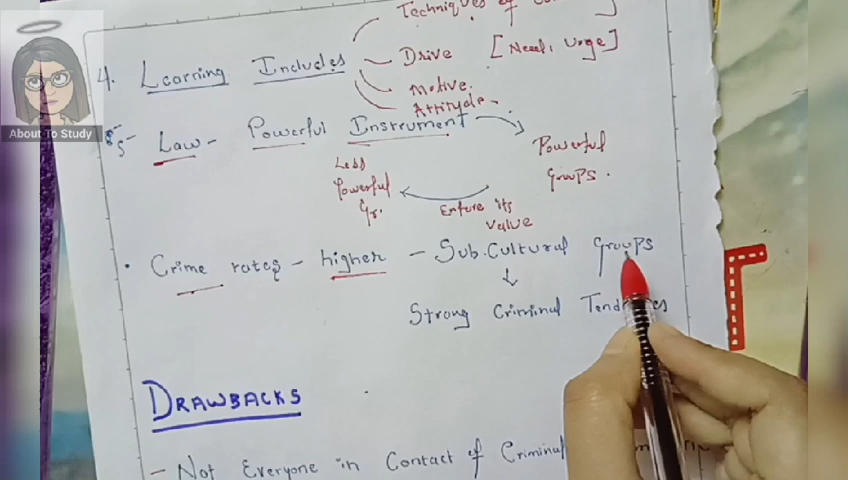 Techniques of
4. Learning Includes
Drive [Need, Urge]
Motive.
Attitude -
5- Law - Powerful Instrument
Powerful
Groups.
Less
Powerful
Gr.
Enforce its
Value
• Crime rates - higher - Sub.Cultural Groups
Strong Criminal
DRAWBACKS
- Not Everyone in Contact of Criminal
About To Study